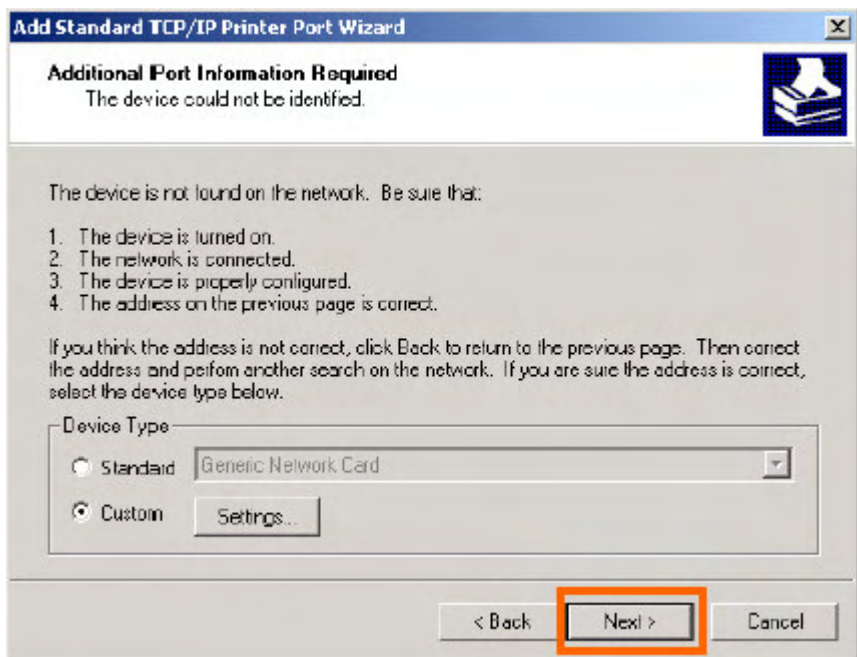 Add Standard TCP/IP Printer Port Wizard
Additional Port Information Required
The device could not be identified.
The device is not found on the network. Be sure that:
1. The device is turned on.
2. The network is connected.
3. The device is properly configured.
4. The address on the previous page is correct.
If you think the address is not correct, click Back to return to the previous page. Then correct
the address and perfom another search on the network. If you are sure the address is correct,
select the device type below.
Device Type
Standard Generic Network Card
Custom Settings...
< Back Next > Cancel